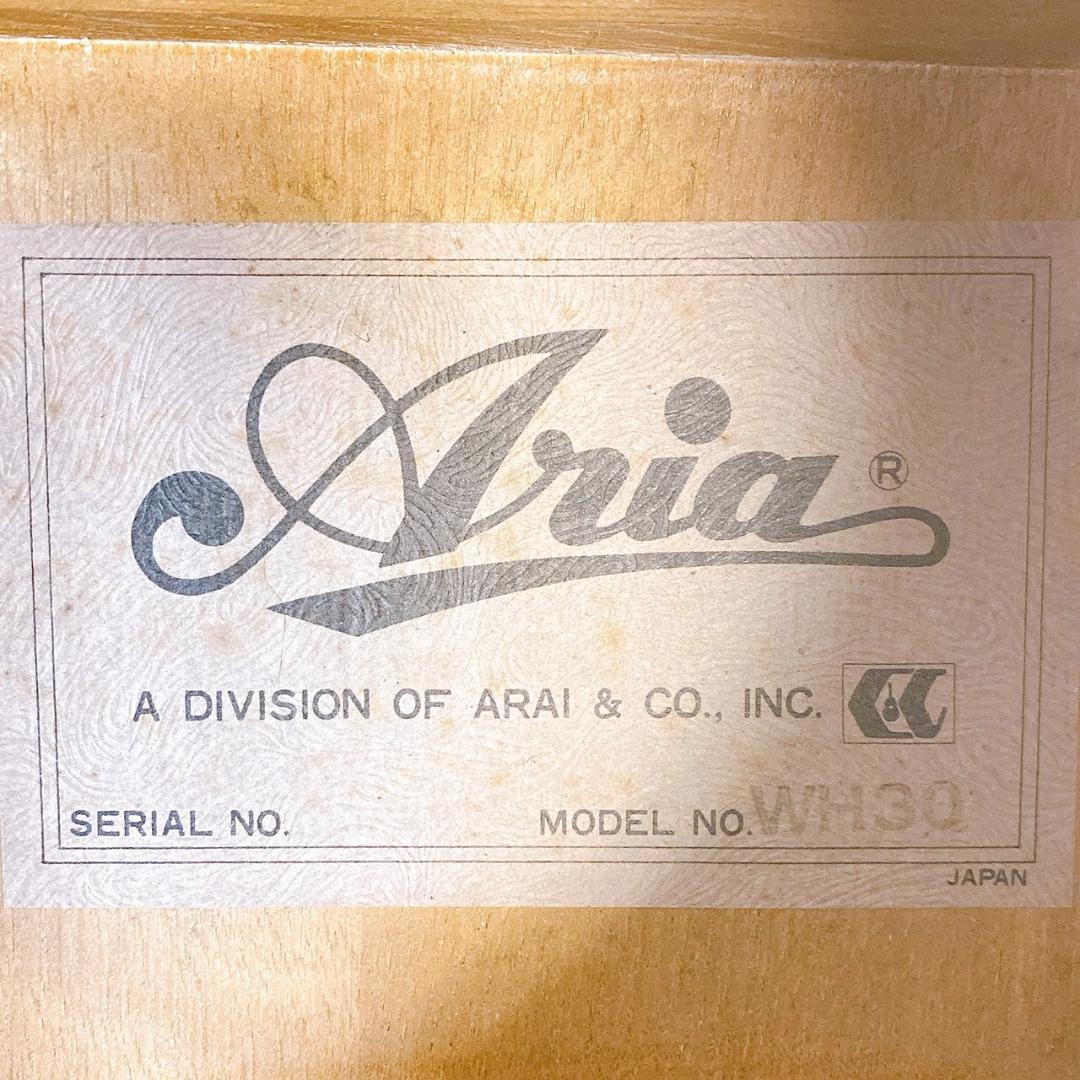 Aria ®
A DIVISION OF ARAI & CO., INC.
SERIAL NO.
MODEL NO. WH30
JAPAN